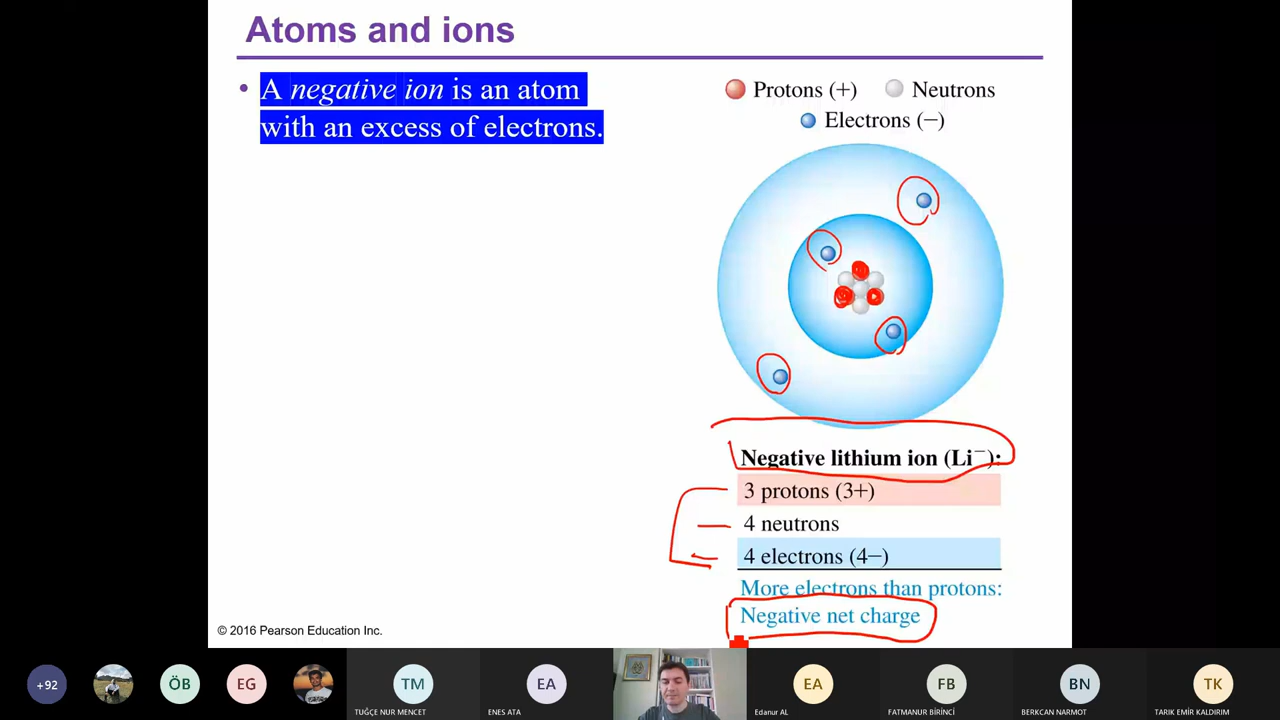 Atoms and ions
• A negative ion is an atom
with an excess of electrons.
Protons (+) Neutrons
Electrons (−)
Negative lithium ion (Li⁻):
3 protons (3+)
4 neutrons
4 electrons (4−)
More electrons than protons:
Negative net charge
© 2016 Pearson Education Inc.
+92 ÖB EG TM EA EA FB BN TK
TUĞÇE NUR MENCET ENES ATA Edanur AL FATMANUR BİRİNCİ BERKCAN NARMOT TARIK EMİR KALDIRIM